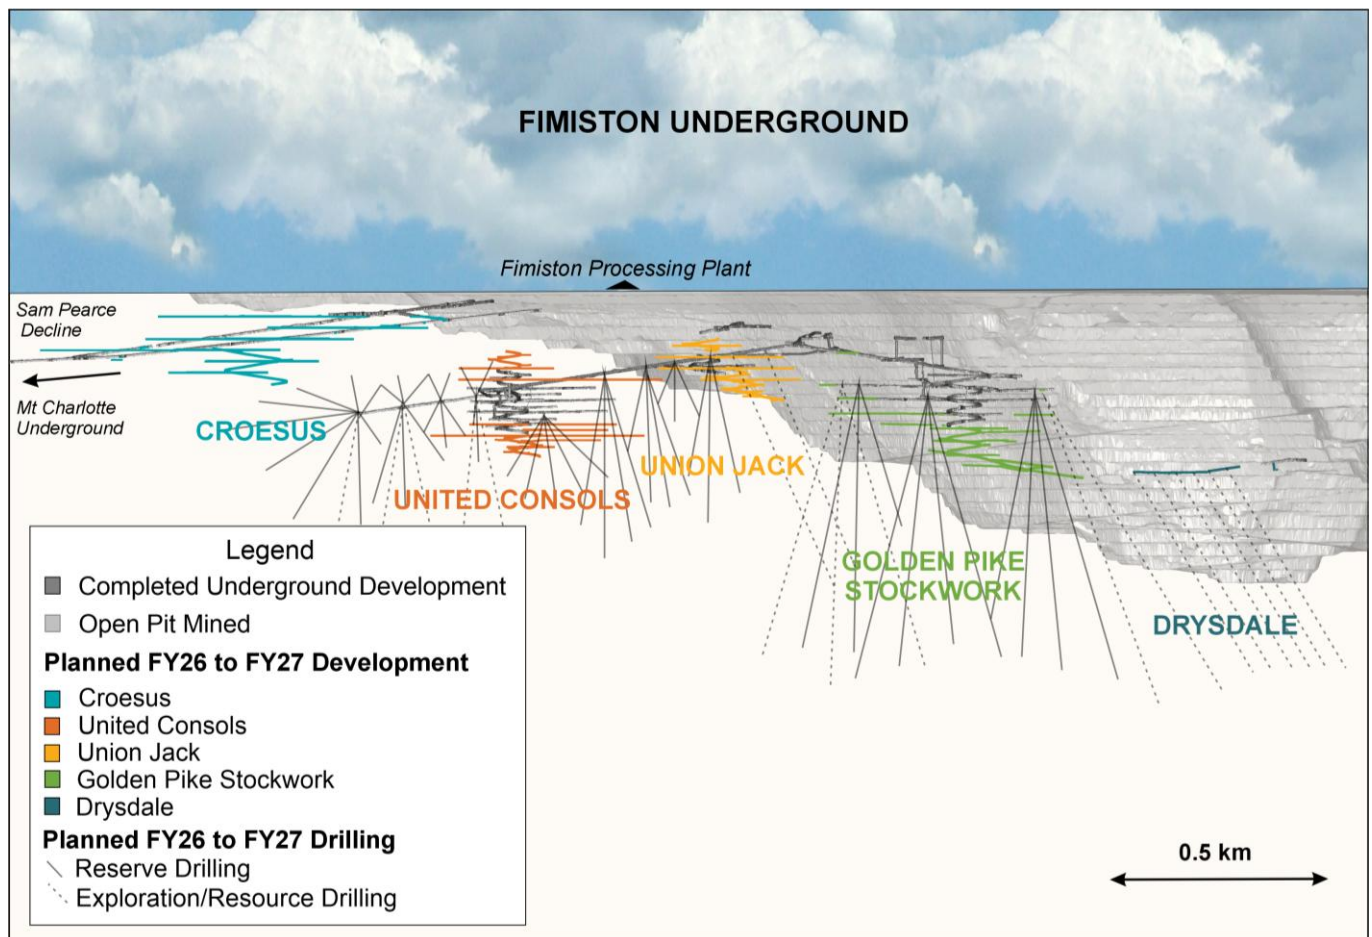 FIMISTON UNDERGROUND
Fimiston Processing Plant
Sam Pearce
Decline
Mt Charlotte
Underground
CROESUS
UNITED CONSOLS
UNION JACK
GOLDEN PIKE
STOCKWORK
DRYSDALE
Legend
Completed Underground Development
Open Pit Mined
Planned FY26 to FY27 Development
Croesus
United Consols
Union Jack
Golden Pike Stockwork
Drysdale
Planned FY26 to FY27 Drilling
Reserve Drilling
Exploration/Resource Drilling
0.5 km